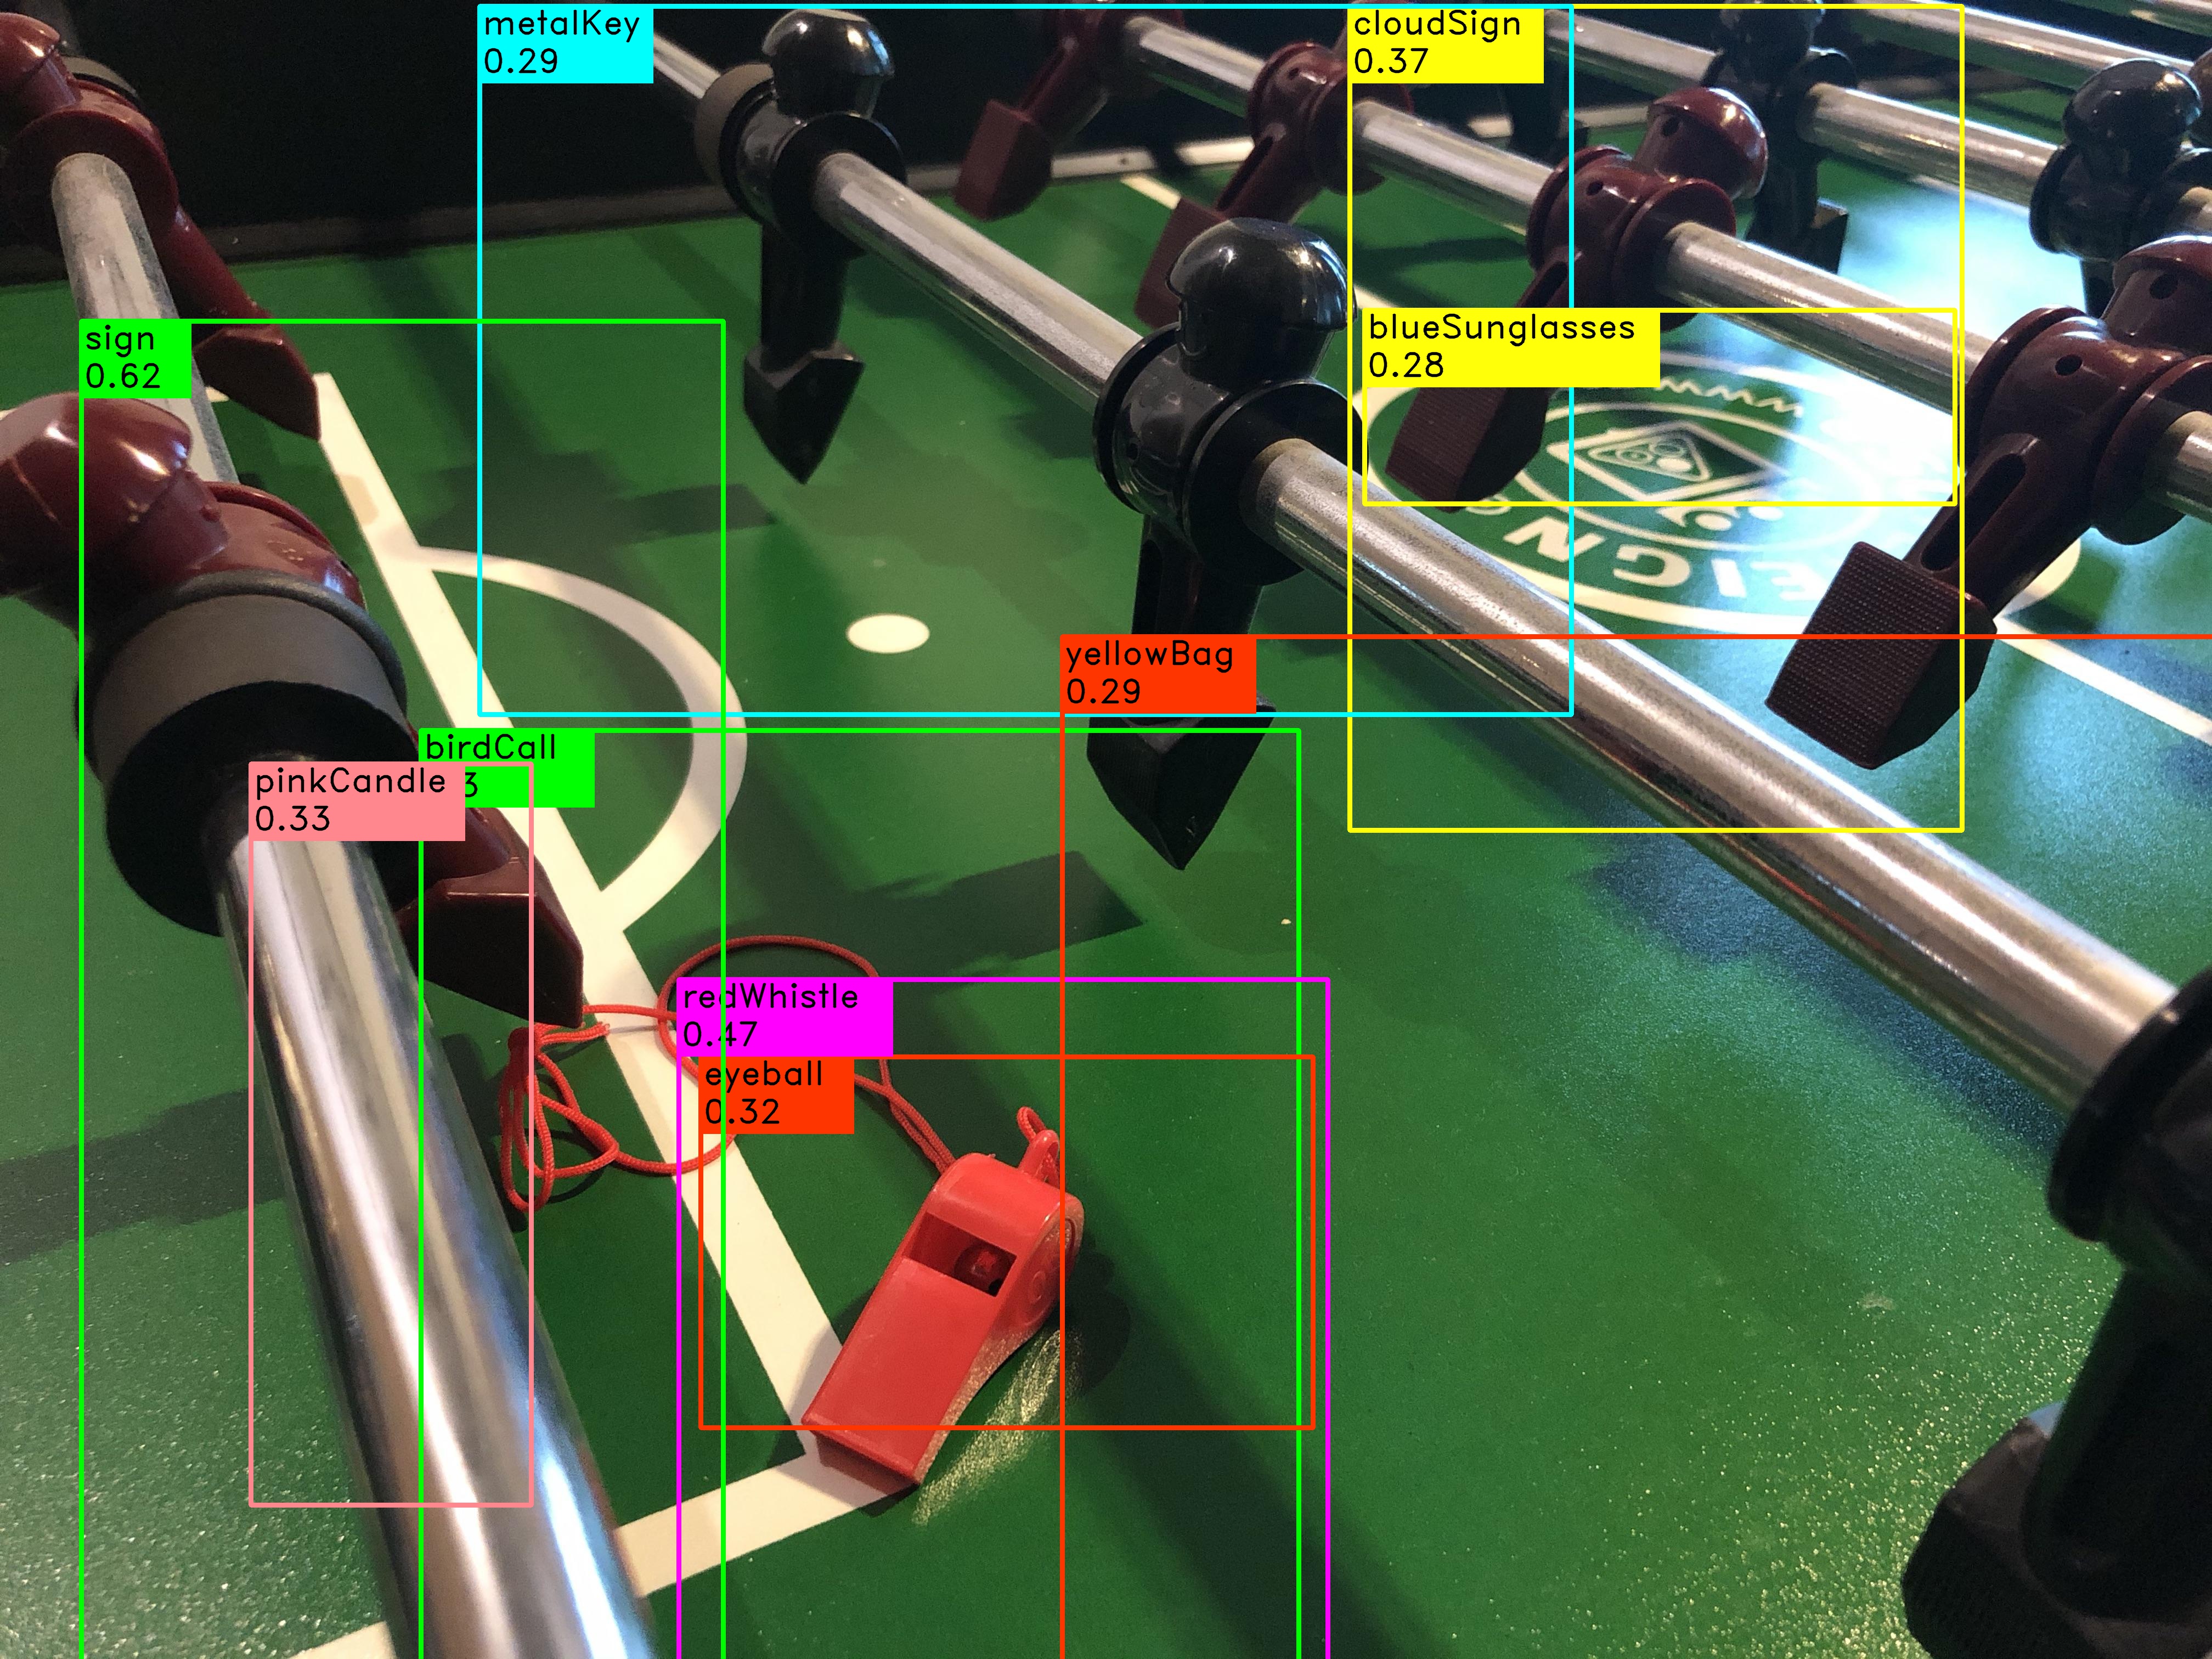 metalKey
0.29
cloudSign
0.37
sign
0.62
blueSunglasses
0.28
yellowBag
0.29
birdCall
3
pinkCandle
0.33
redWhistle
0.47
eyeball
0.32